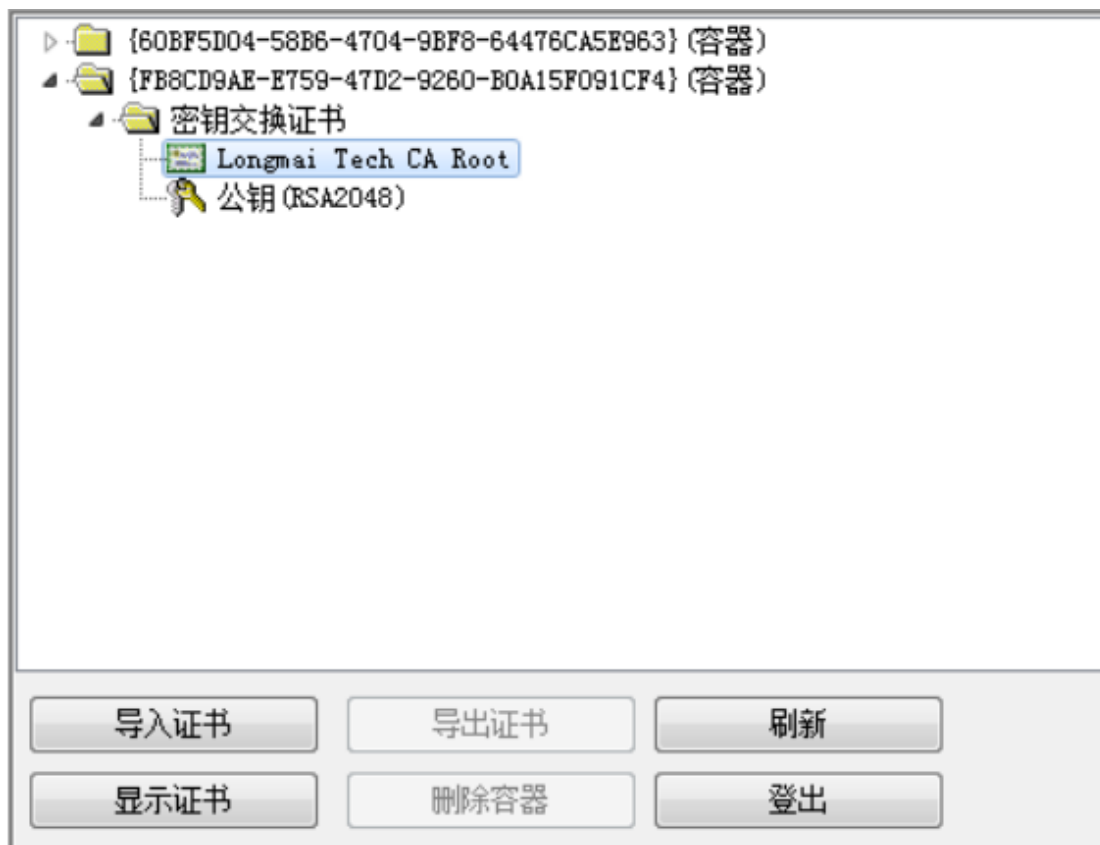 {60BF5D04-58B6-4704-9BF8-64476CA5E963}(容器)
{FB8CD9AE-E759-47D2-9260-B0A15F091CF4}(容器)
密钥交换证书
Longmai Tech CA Root
公钥(RSA2048)
导入证书 导出证书 刷新
显示证书 删除容器 登出